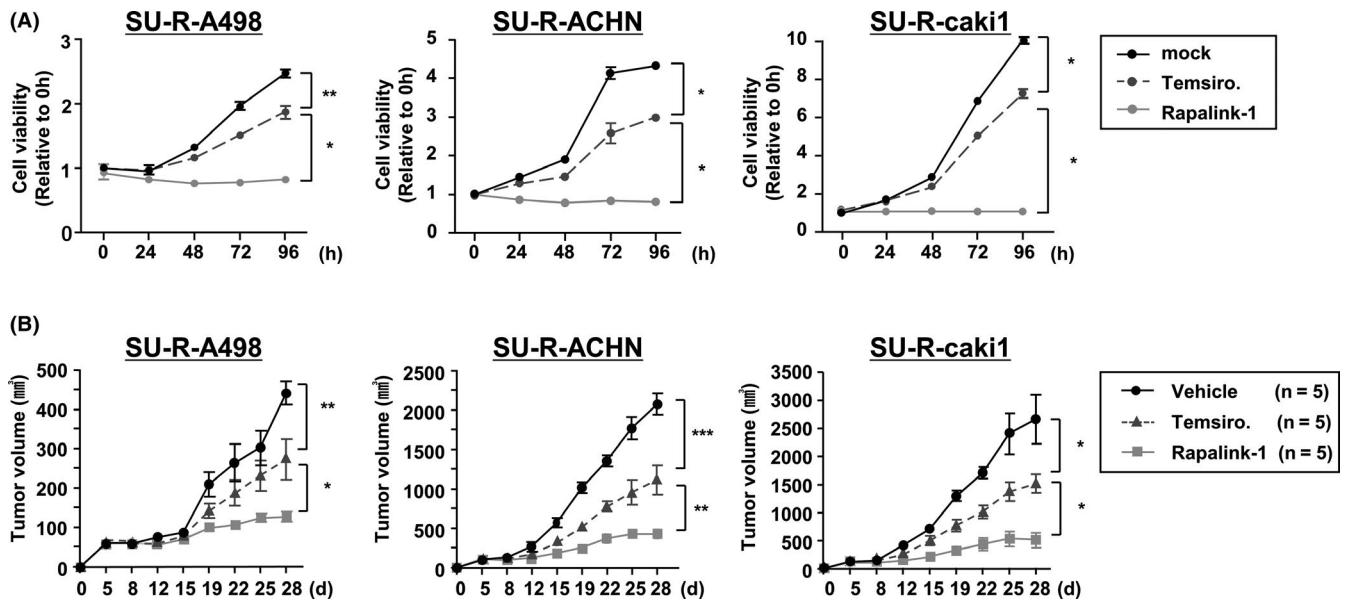 (A)
SU-R-A498
Cell viability
(Relative to 0h)
3
2
1
0
0 24 48 72 96 (h)
**
*
SU-R-ACHN
Cell viability
(Relative to 0h)
5
4
3
2
1
0
0 24 48 72 96 (h)
*
*
SU-R-caki1
Cell viability
(Relative to 0h)
10
8
6
4
2
0
0 24 48 72 96 (h)
*
*
mock
Temsiro.
Rapalink-1
(B)
SU-R-A498
Tumor volume (㎣)
500
400
300
200
100
0
0 5 8 12 15 19 22 25 28 (d)
**
*
SU-R-ACHN
Tumor volume (㎣)
2500
2000
1500
1000
500
0
0 5 8 12 15 19 22 25 28 (d)
***
**
SU-R-caki1
Tumor volume (㎣)
3500
3000
2500
2000
1500
1000
500
0
0 5 8 12 15 19 22 25 28 (d)
*
*
Vehicle (n = 5)
Temsiro. (n = 5)
Rapalink-1 (n = 5)